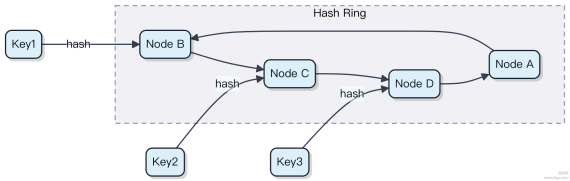 Hash Ring
Key1
hash
Node B
Node A
Node C
Node D
hash
hash
Key2
Key3